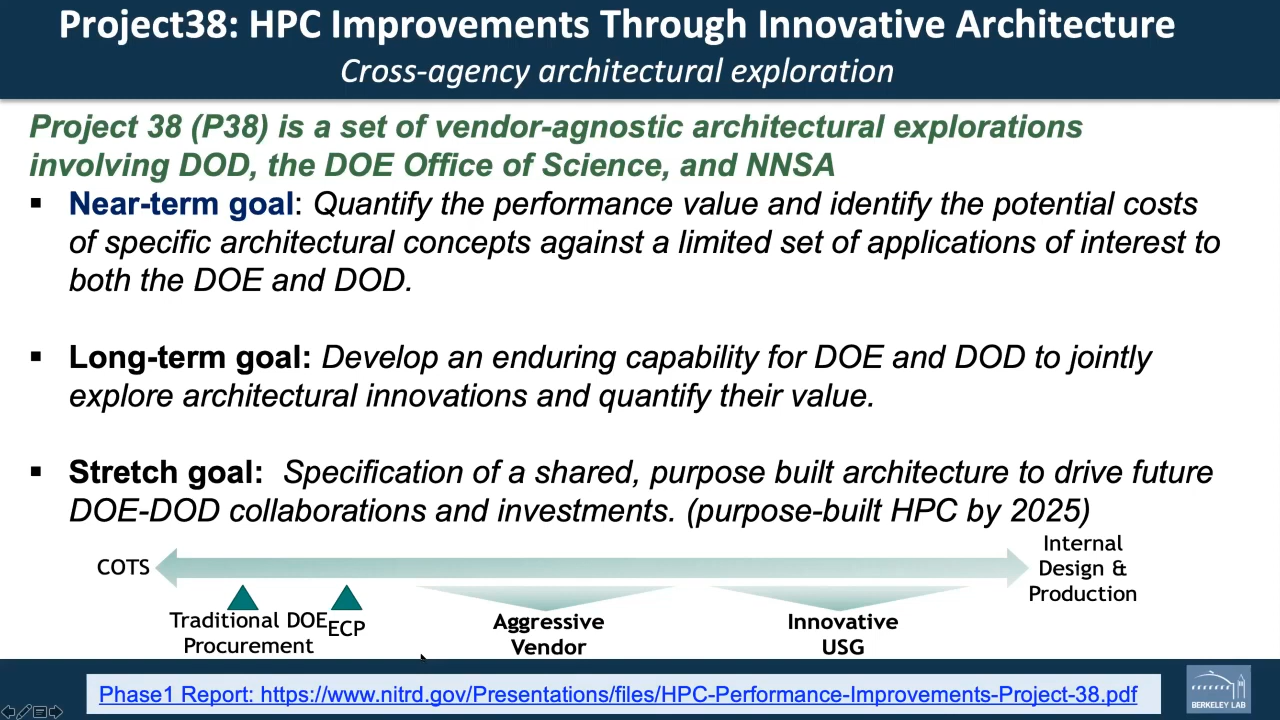 Project38: HPC Improvements Through Innovative Architecture
Cross-agency architectural exploration
Project 38 (P38) is a set of vendor-agnostic architectural explorations
involving DOD, the DOE Office of Science, and NNSA
▪ Near-term goal: Quantify the performance value and identify the potential costs
of specific architectural concepts against a limited set of applications of interest to
both the DOE and DOD.
▪ Long-term goal: Develop an enduring capability for DOE and DOD to jointly
explore architectural innovations and quantify their value.
▪ Stretch goal: Specification of a shared, purpose built architecture to drive future
DOE-DOD collaborations and investments. (purpose-built HPC by 2025)
COTS
Internal
Design &
Production
Traditional DOE
Procurement
ECP
Aggressive
Vendor
Innovative
USG
Phase1 Report: https://www.nitrd.gov/Presentations/files/HPC-Performance-Improvements-Project-38.pdf
BERKELEY LAB